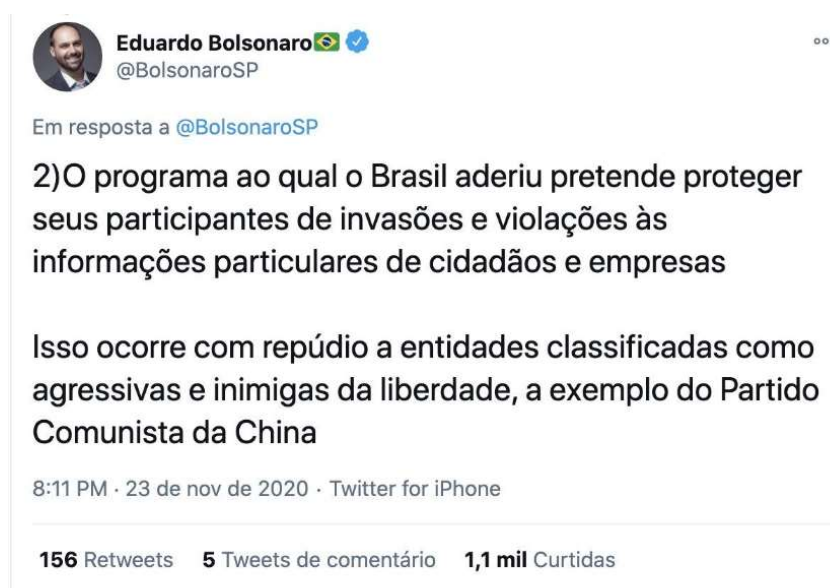 Eduardo Bolsonaro🇧🇷
@BolsonaroSP
Em resposta a @BolsonaroSP
2)O programa ao qual o Brasil aderiu pretende proteger
seus participantes de invasões e violações às
informações particulares de cidadãos e empresas
Isso ocorre com repúdio a entidades classificadas como
agressivas e inimigas da liberdade, a exemplo do Partido
Comunista da China
8:11 PM · 23 de nov de 2020 · Twitter for iPhone
156 Retweets 5 Tweets de comentário 1,1 mil Curtidas